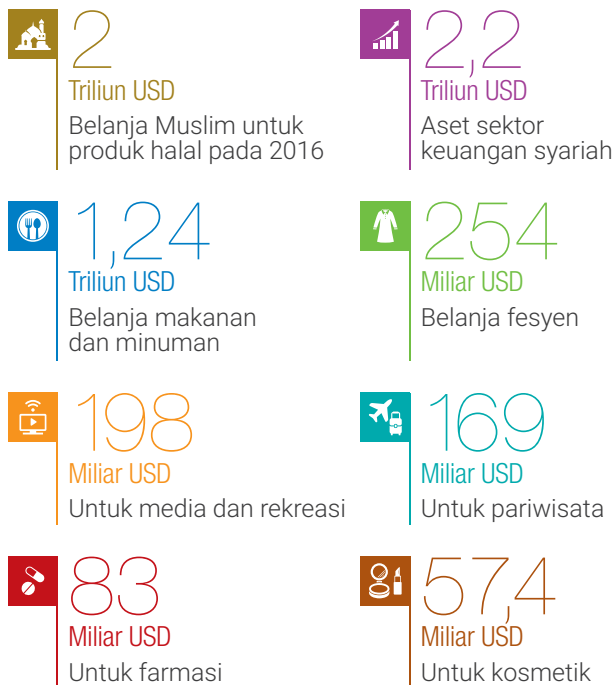 2
Triliun USD
Belanja Muslim untuk
produk halal pada 2016
2,2
Triliun USD
Aset sektor
keuangan syariah
1,24
Triliun USD
Belanja makanan
dan minuman
254
Miliar USD
Belanja fesyen
198
Miliar USD
Untuk media dan rekreasi
169
Miliar USD
Untuk pariwisata
83
Miliar USD
Untuk farmasi
57,4
Miliar USD
Untuk kosmetik